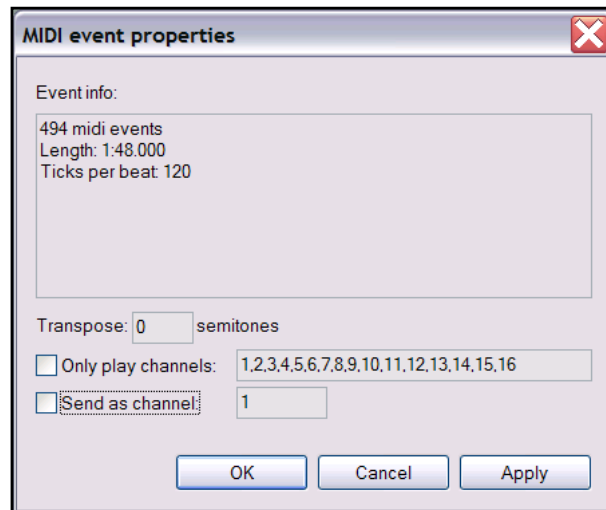 MIDI event properties
Event info:
494 midi events
Length: 1:48.000
Ticks per beat: 120
Transpose: 0 semitones
Only play channels: 1,2,3,4,5,6,7,8,9,10,11,12,13,14,15,16
Send as channel: 1
OK Cancel Apply